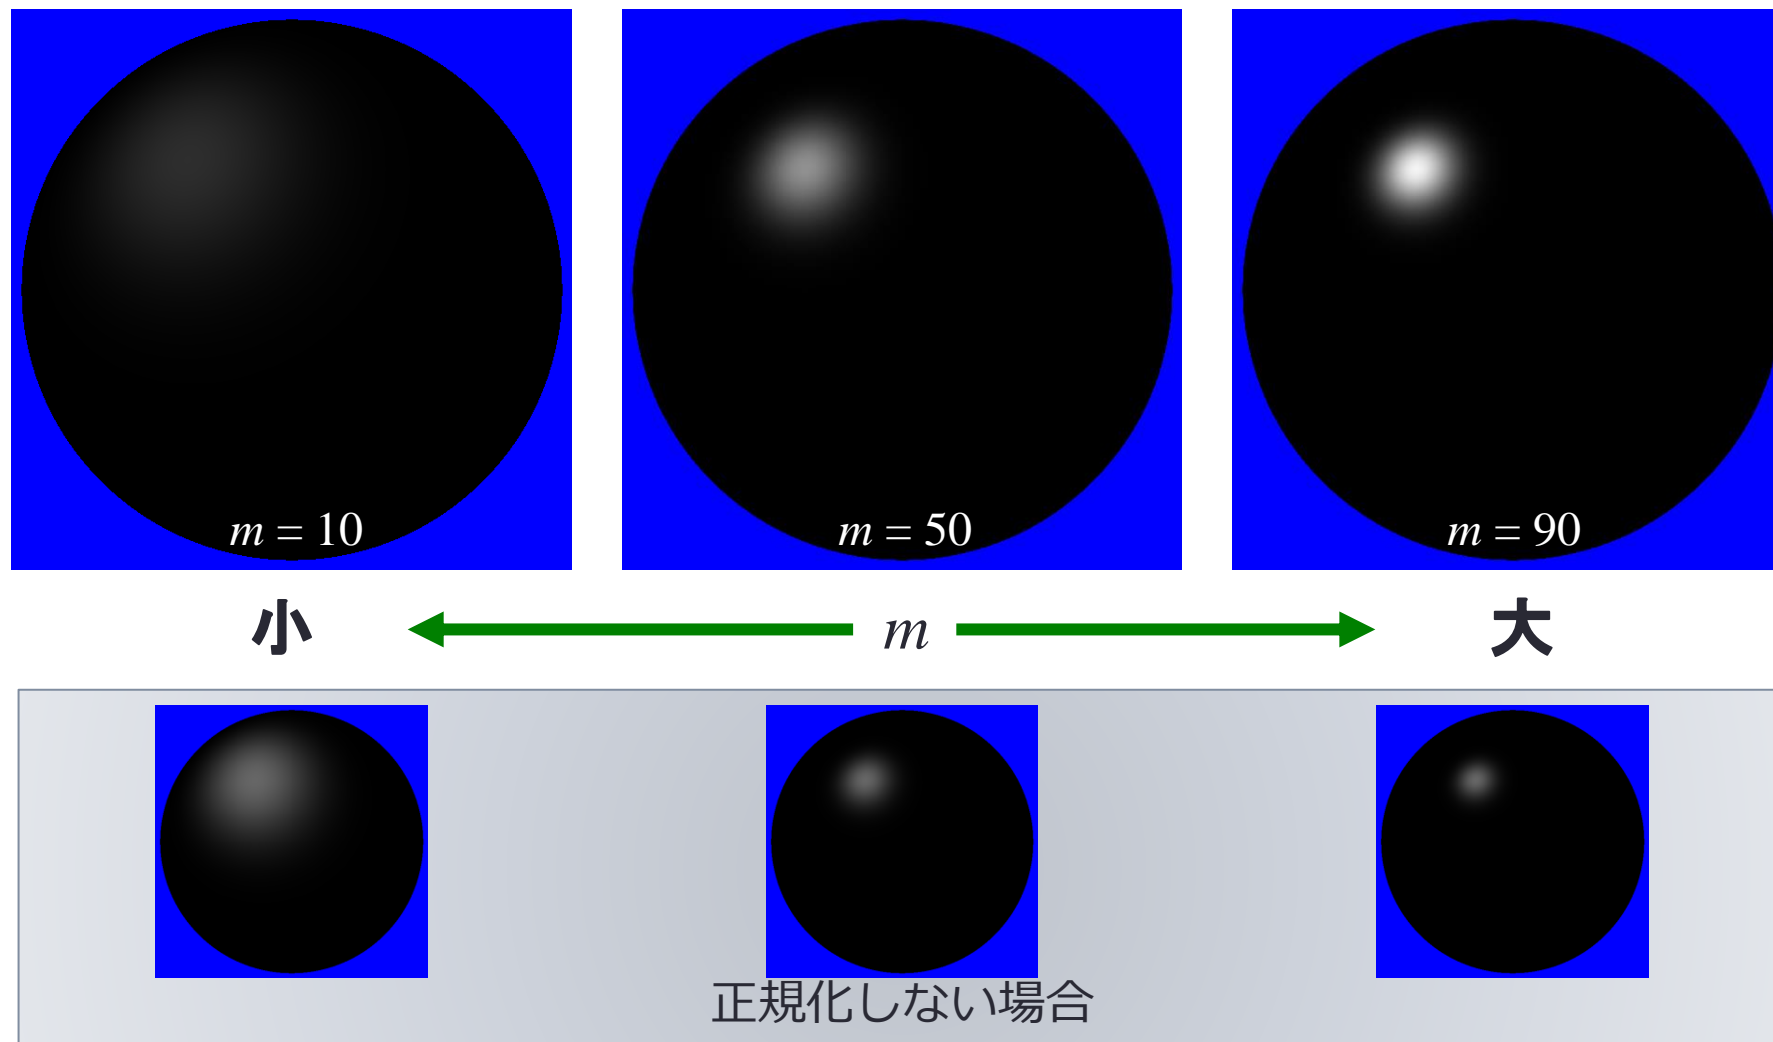 m = 10
m = 50
m = 90
小 m 大
正規化しない場合